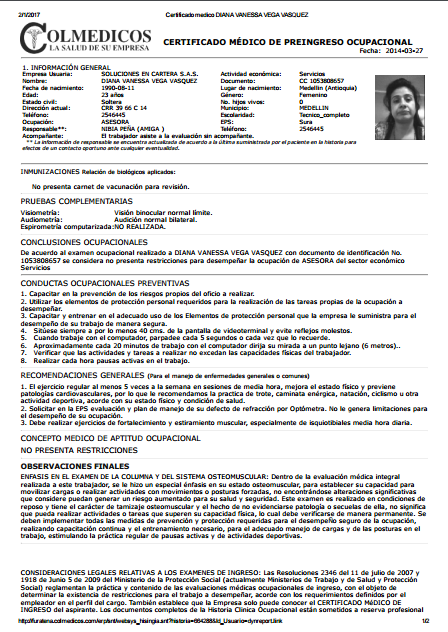 2/1/2017 Certificado medico DIANA VANESSA VEGA VASQUEZ
COLMEDICOS
LA SALUD DE SU EMPRESA
CERTIFICADO MÉDICO DE PREINGRESO OCUPACIONAL
Fecha: 2014-03-27
1. INFORMACIÓN GENERAL
Empresa Usuaria: SOLUCIONES EN CARTERA S.A.S. Actividad económica: Servicios
Nombre: DIANA VANESSA VEGA VASQUEZ Documento: CC 1053808657
Fecha de nacimiento: 1990-08-11 Lugar de nacimiento: Medellin (Antioquia)
Edad: 23 años Género: Femenino
Estado civil: Soltera No. hijos vivos: 0
Dirección actual: CRR 39 66 C 14 Municipio: MEDELLIN
Teléfono: 2546445 Escolaridad: Tecnico_completo
Ocupación: ASESORA EPS: Sura
Responsable**: NIBIA PEÑA (AMIGA ) Teléfono: 2546445
Acompañante: El trabajador asiste a la evaluación sin acompañante.
** La información de responsable se encuentra actualizada de acuerdo a la última suministrada por el paciente en la historia para
efectos de un contacto oportuno ante cualquier eventualidad.
INMUNIZACIONES Relación de biológicos aplicados:
No presenta carnet de vacunación para revisión.
PRUEBAS COMPLEMENTARIAS
Visiometría: Visión binocular normal límite.
Audiometría: Audición normal bilateral.
Espirometría computarizada:NO REALIZADA.
CONCLUSIONES OCUPACIONALES
De acuerdo al examen ocupacional realizado a DIANA VANESSA VEGA VASQUEZ con documento de identificación No.
1053808657 se considera no presenta restricciones para desempeñar la ocupación de ASESORA del sector económico
Servicios
CONDUCTAS OCUPACIONALES PREVENTIVAS
1. Capacitar en la prevención de los riesgos propios del oficio a realizar.
2. Utilizar los elementos de protección personal requeridos para la realización de las tareas propias de la ocupación a
desempeñar.
3. Capacitar y entrenar en el adecuado uso de los Elementos de protección personal que la empresa le suministra para el
desempeño de su trabajo de manera segura.
4. Sitúese siempre a por lo menos 40 cms. de la pantalla de videoterminal y evite reflejos molestos.
5. Cuando trabaje con el computador, parpadee cada 5 segundos o cada vez que lo recuerde.
6. Aproximadamente cada 20 minutos de trabajo con el computador dirija su mirada a un punto lejano (6 metros)..
7. Verificar que las actividades y tareas a realizar no excedan las capacidades físicas del trabajador.
8. Realizar cada hora pausas activas en el trabajo.
RECOMENDACIONES GENERALES (Para el manejo de enfermedades generales o comunes)
1. El ejercicio regular al menos 5 veces a la semana en sesiones de media hora, mejora el estado físico y previene
patologías cardiovasculares, por lo que le recomendamos la practica de trote, caminata enérgica, natación, ciclismo u otra
actividad deportiva, acorde con su estado físico y condición de salud.
2. Solicitar en la EPS evaluación y plan de manejo de su defecto de refracción por Optómetra. No le genera limitaciones para
el desempeño de su ocupación.
3. Debe realizar ejercicios de fortalecimiento y estiramiento muscular, especialmente de isquiotibiales media hora diaria.
CONCEPTO MEDICO DE APTITUD OCUPACIONAL
NO PRESENTA RESTRICCIONES
OBSERVACIONES FINALES
ENFASIS EN EL EXAMEN DE LA COLUMNA Y DEL SISTEMA OSTEOMUSCULAR: Dentro de la evaluación médica integral
realizada a este trabajador, se le hizo un especial énfasis en su estado osteomuscular, para establecer su capacidad para
movilizar cargas o realizar actividades con movimientos o posturas forzadas, no encontrándose alteraciones significativas
que considere puedan generar un riesgo aumentado para su salud y seguridad. Este examen es realizado en condiciones de
reposo y tiene el carácter de tamizaje osteomuscular y el hecho de no evidenciarse patología o secuelas de ella, no significa
que pueda realizar actividades o tareas que superen su capacidad física, lo cual debe verificarse de manera permanente. Se
deben implementar todas las medidas de prevención y protección requeridas para el desempeño seguro de la ocupación,
realizando capacitación continua y el entrenamiento necesario, para el adecuado manejo de cargas y de las posturas en el
trabajo, estimulando la práctica regular de pausas activas y de actividades deportivas.
CONSIDERACIONES LEGALES RELATIVAS A LOS EXAMENES DE INGRESO: Las Resoluciones 2346 del 11 de julio de 2007 y
1918 de Junio 5 de 2009 del Ministerio de la Protección Social (actualmente Ministerios de Trabajo y de Salud y Protección
Social) reglamentan la práctica y contenido de las evaluaciones médicas ocupacionales de ingreso, con el objeto de
determinar la existencia de restricciones para el trabajo a desempeñar, acorde con los requerimientos definidos por el
empleador en el perfil del cargo. También establece que la Empresa solo puede conocer el CERTIFICADO MÉDICO DE
INGRESO del aspirante. Los documentos completos de la Historia Clínica Ocupacional están sometidos a reserva profesional
1/2